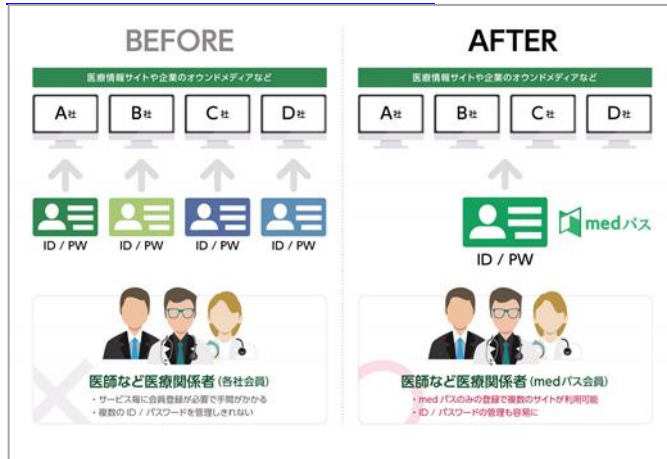 BEFORE
医療情報サイトや企業のオウンドメディアなど
A社 B社 C社 D社
ID / PW ID / PW ID / PW ID / PW
医師など医療関係者(各社会員)
・サービス毎に会員登録が必要で手間がかかる
・複数の ID / パスワードを管理しきれない
AFTER
医療情報サイトや企業のオウンドメディアなど
A社 B社 C社 D社
medパス
ID / PW
医師など医療関係者(medパス会員)
・med パスのみの登録で複数のサイトが利用可能
・ID / パスワードの管理も容易に